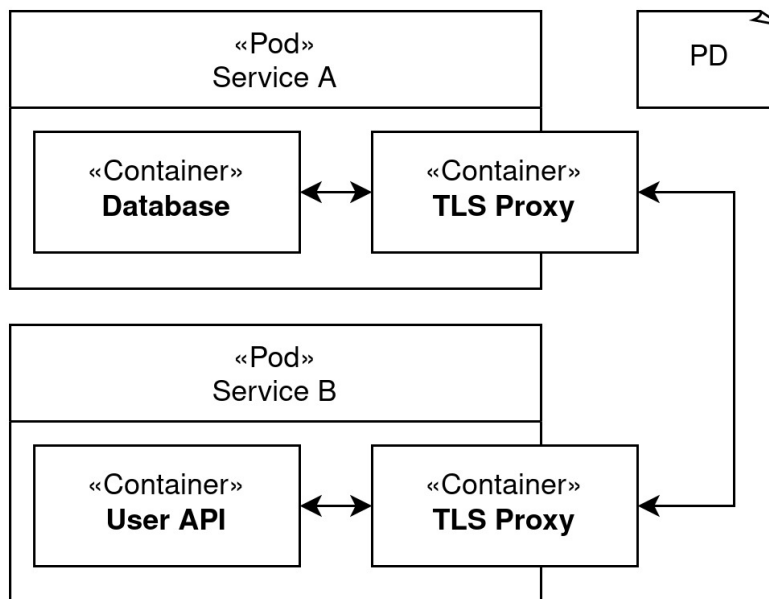 «Pod»
Service A
PD
«Container»
Database
«Container»
TLS Proxy
«Pod»
Service B
«Container»
User API
«Container»
TLS Proxy